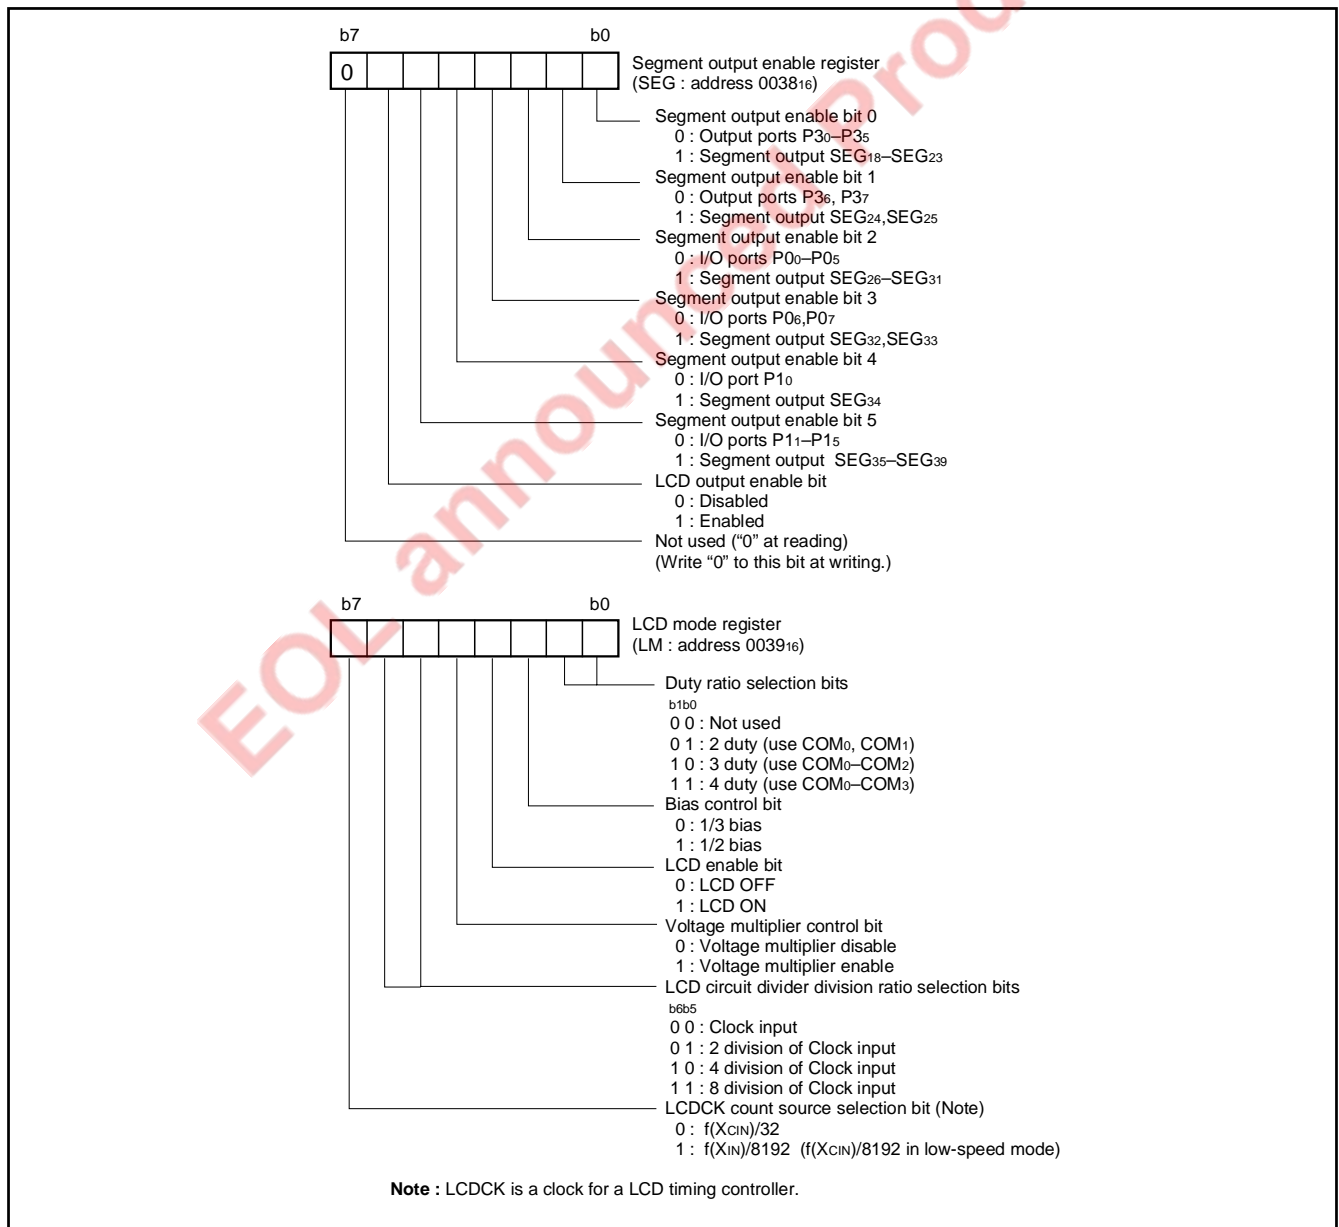 b7 b0
0 Segment output enable register
(SEG : address 003816)
Segment output enable bit 0
0 : Output ports P30–P35
1 : Segment output SEG18–SEG23
Segment output enable bit 1
0 : Output ports P36, P37
1 : Segment output SEG24,SEG25
Segment output enable bit 2
0 : I/O ports P00–P05
1 : Segment output SEG26–SEG31
Segment output enable bit 3
0 : I/O ports P06,P07
1 : Segment output SEG32,SEG33
Segment output enable bit 4
0 : I/O port P10
1 : Segment output SEG34
Segment output enable bit 5
0 : I/O ports P11–P15
1 : Segment output SEG35–SEG39
LCD output enable bit
0 : Disabled
1 : Enabled
Not used (“0” at reading)
(Write “0” to this bit at writing.)
b7 b0
LCD mode register
(LM : address 003916)
Duty ratio selection bits
b1b0
0 0 : Not used
0 1 : 2 duty (use COM0, COM1)
1 0 : 3 duty (use COM0–COM2)
1 1 : 4 duty (use COM0–COM3)
Bias control bit
0 : 1/3 bias
1 : 1/2 bias
LCD enable bit
0 : LCD OFF
1 : LCD ON
Voltage multiplier control bit
0 : Voltage multiplier disable
1 : Voltage multiplier enable
LCD circuit divider division ratio selection bits
b6b5
0 0 : Clock input
0 1 : 2 division of Clock input
1 0 : 4 division of Clock input
1 1 : 8 division of Clock input
LCDCK count source selection bit (Note)
0 : f(XCIN)/32
1 : f(XIN)/8192 (f(XCIN)/8192 in low-speed mode)
Note : LCDCK is a clock for a LCD timing controller.
EOL announced Prod